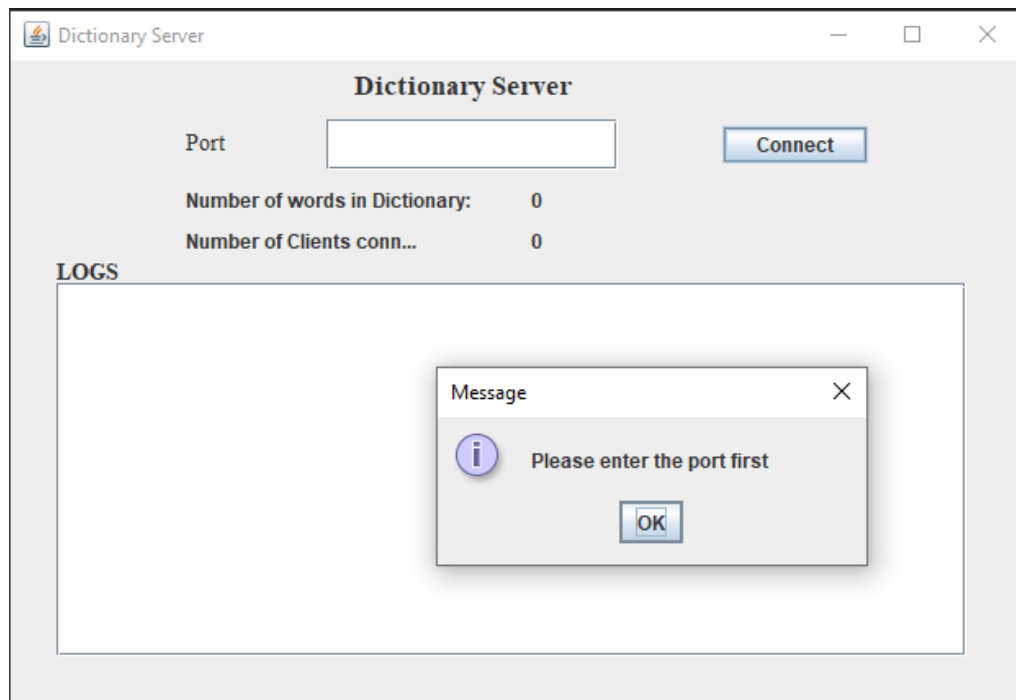 Dictionary Server
Dictionary Server
Port
Connect
Number of words in Dictionary: 0
Number of Clients conn... 0
LOGS
Message
i
Please enter the port first
OK